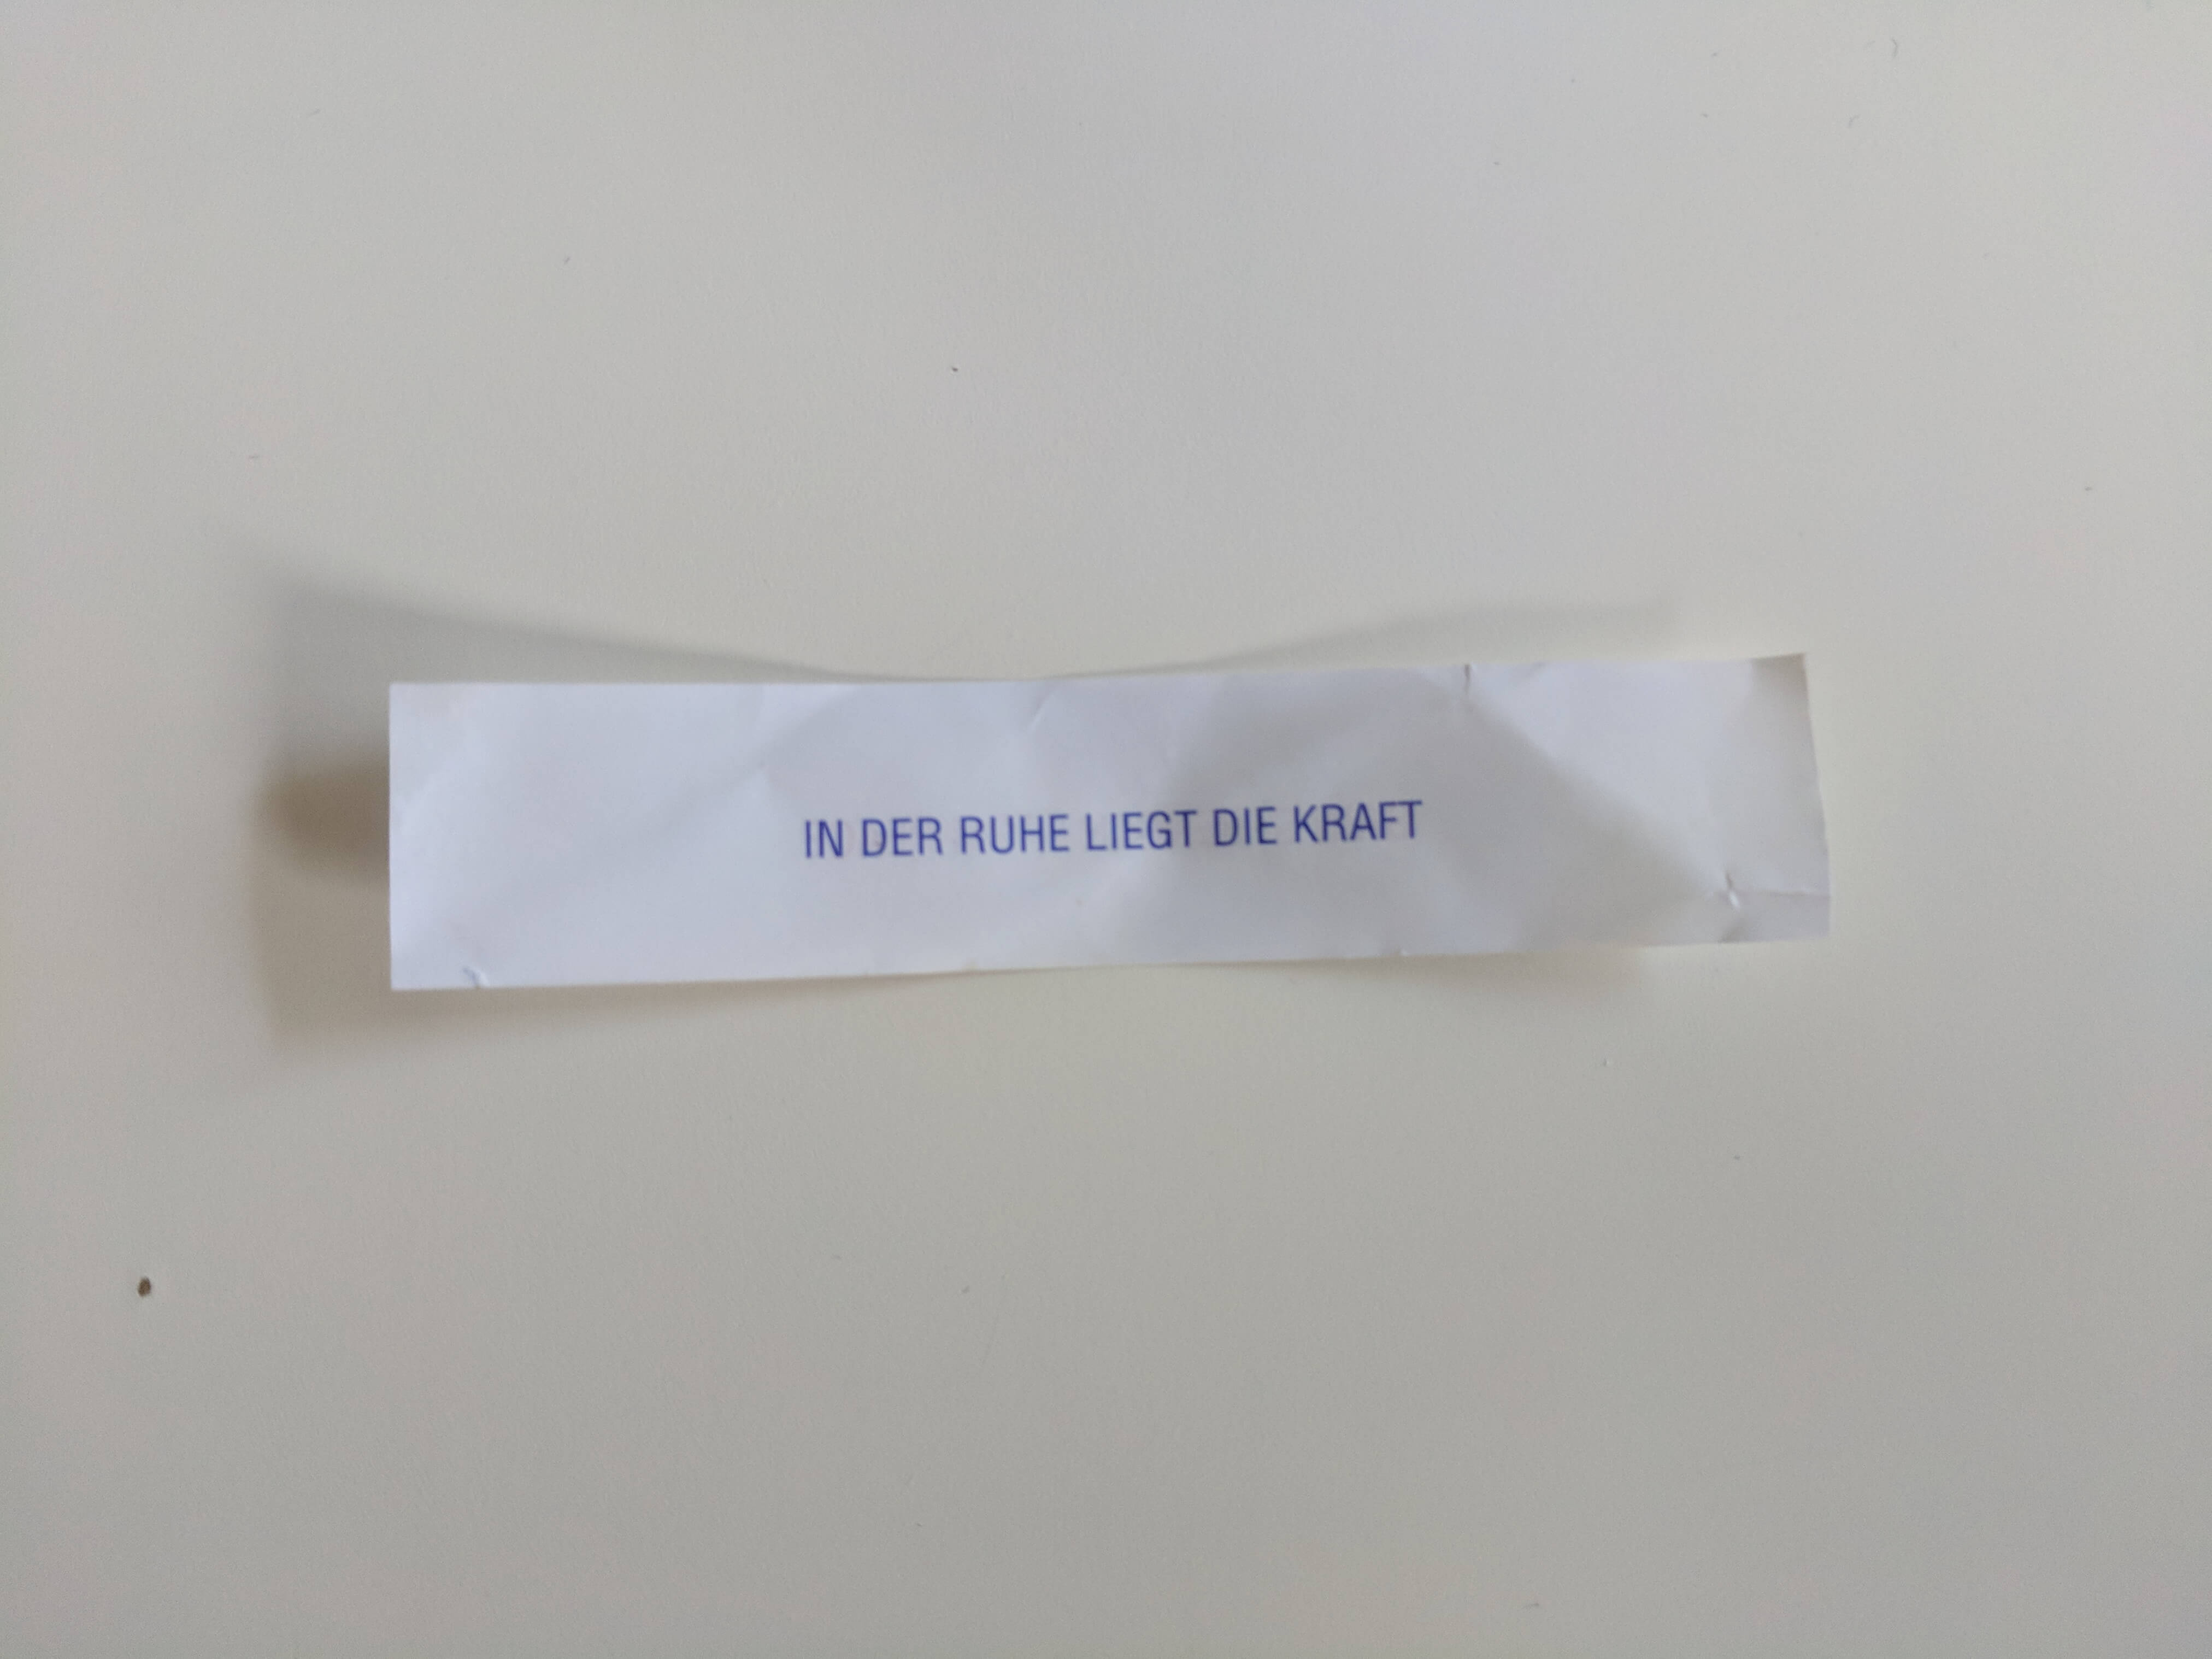 IN DER RUHE LIEGT DIE KRAFT